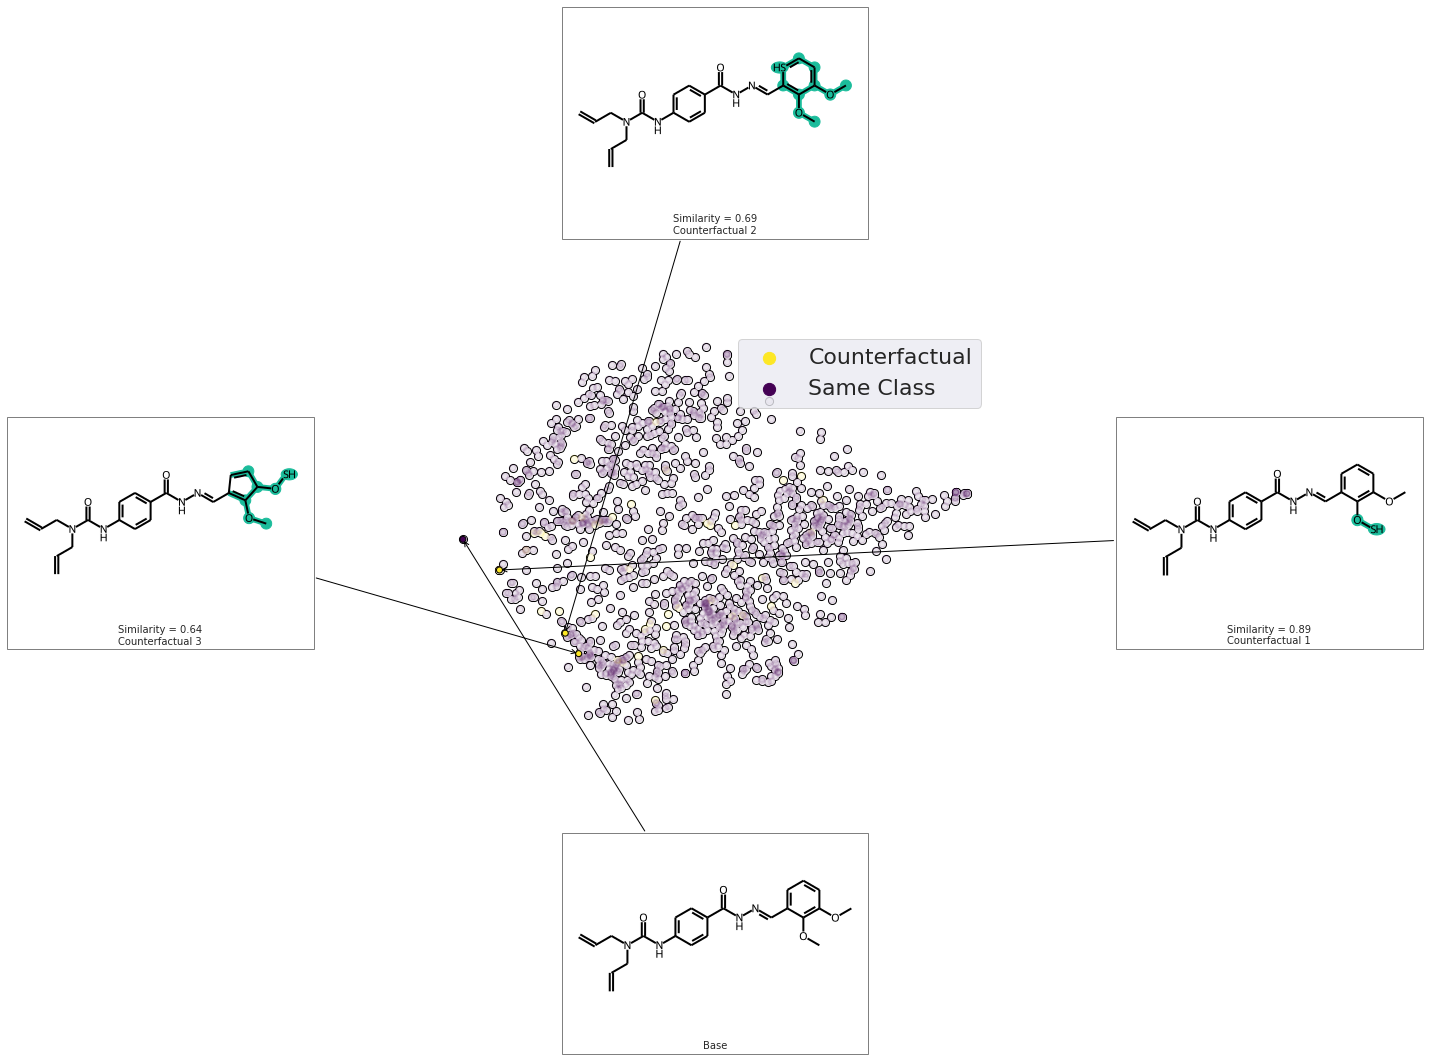 O
O
N
H
N
N
H
HS
O
O
Similarity = 0.69
Counterfactual 2
Counterfactual
Same Class
O
O
N
H
N
N
H
N
O
O
SH
Similarity = 0.64
Counterfactual 3
O
O
N
H
N
N
H
N
O
O
SH
Similarity = 0.89
Counterfactual 1
O
O
N
H
N
N
H
N
O
O
Base